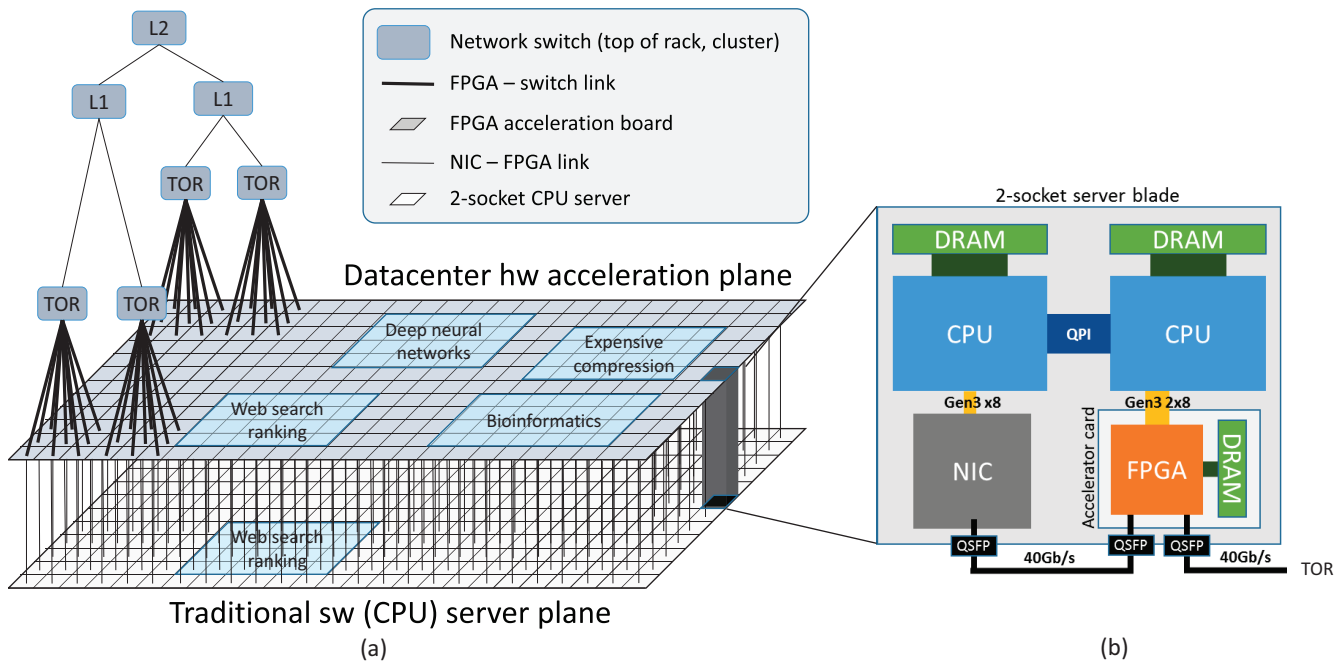 L2
L1
L1
TOR
TOR
TOR
TOR
Network switch (top of rack, cluster)
FPGA – switch link
FPGA acceleration board
NIC – FPGA link
2-socket CPU server
Datacenter hw acceleration plane
Deep neural
networks
Expensive
compression
Web search
ranking
Bioinformatics
Web search
ranking
Traditional sw (CPU) server plane
(a)
2-socket server blade
DRAM
DRAM
CPU
QPI
CPU
Gen3 x8
Gen3 2x8
NIC
Accelerator card
FPGA
DRAM
QSFP
QSFP
QSFP
40Gb/s
40Gb/s
TOR
(b)